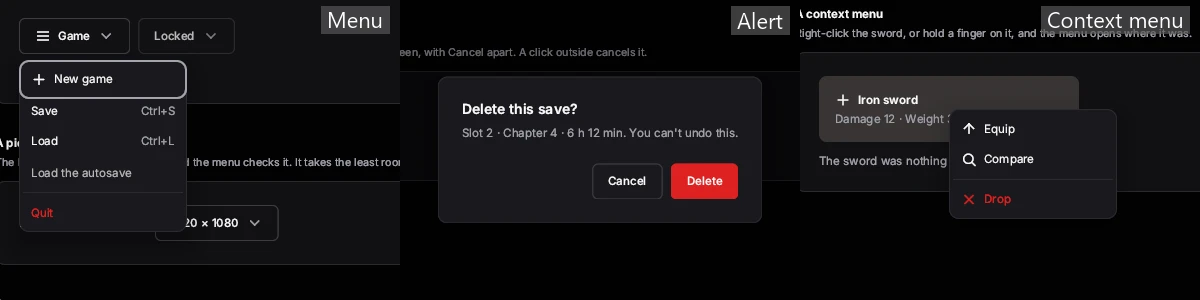 Menu
Game
Locked
New game
Save Ctrl+S
Load Ctrl+L
Load the autosave
Quit
the menu checks it. It takes the least
20 × 1080
Alert
with Cancel apart. A click outside cancels it.
Delete this save?
Slot 2 · Chapter 4 · 6 h 12 min. You can't undo this.
Cancel
Delete
Context menu
A context menu
Right-click the sword, or hold a finger on it, and the menu opens where it was.
Iron sword
Damage 12 · Weight
Equip
Compare
Drop
The sword was nothing